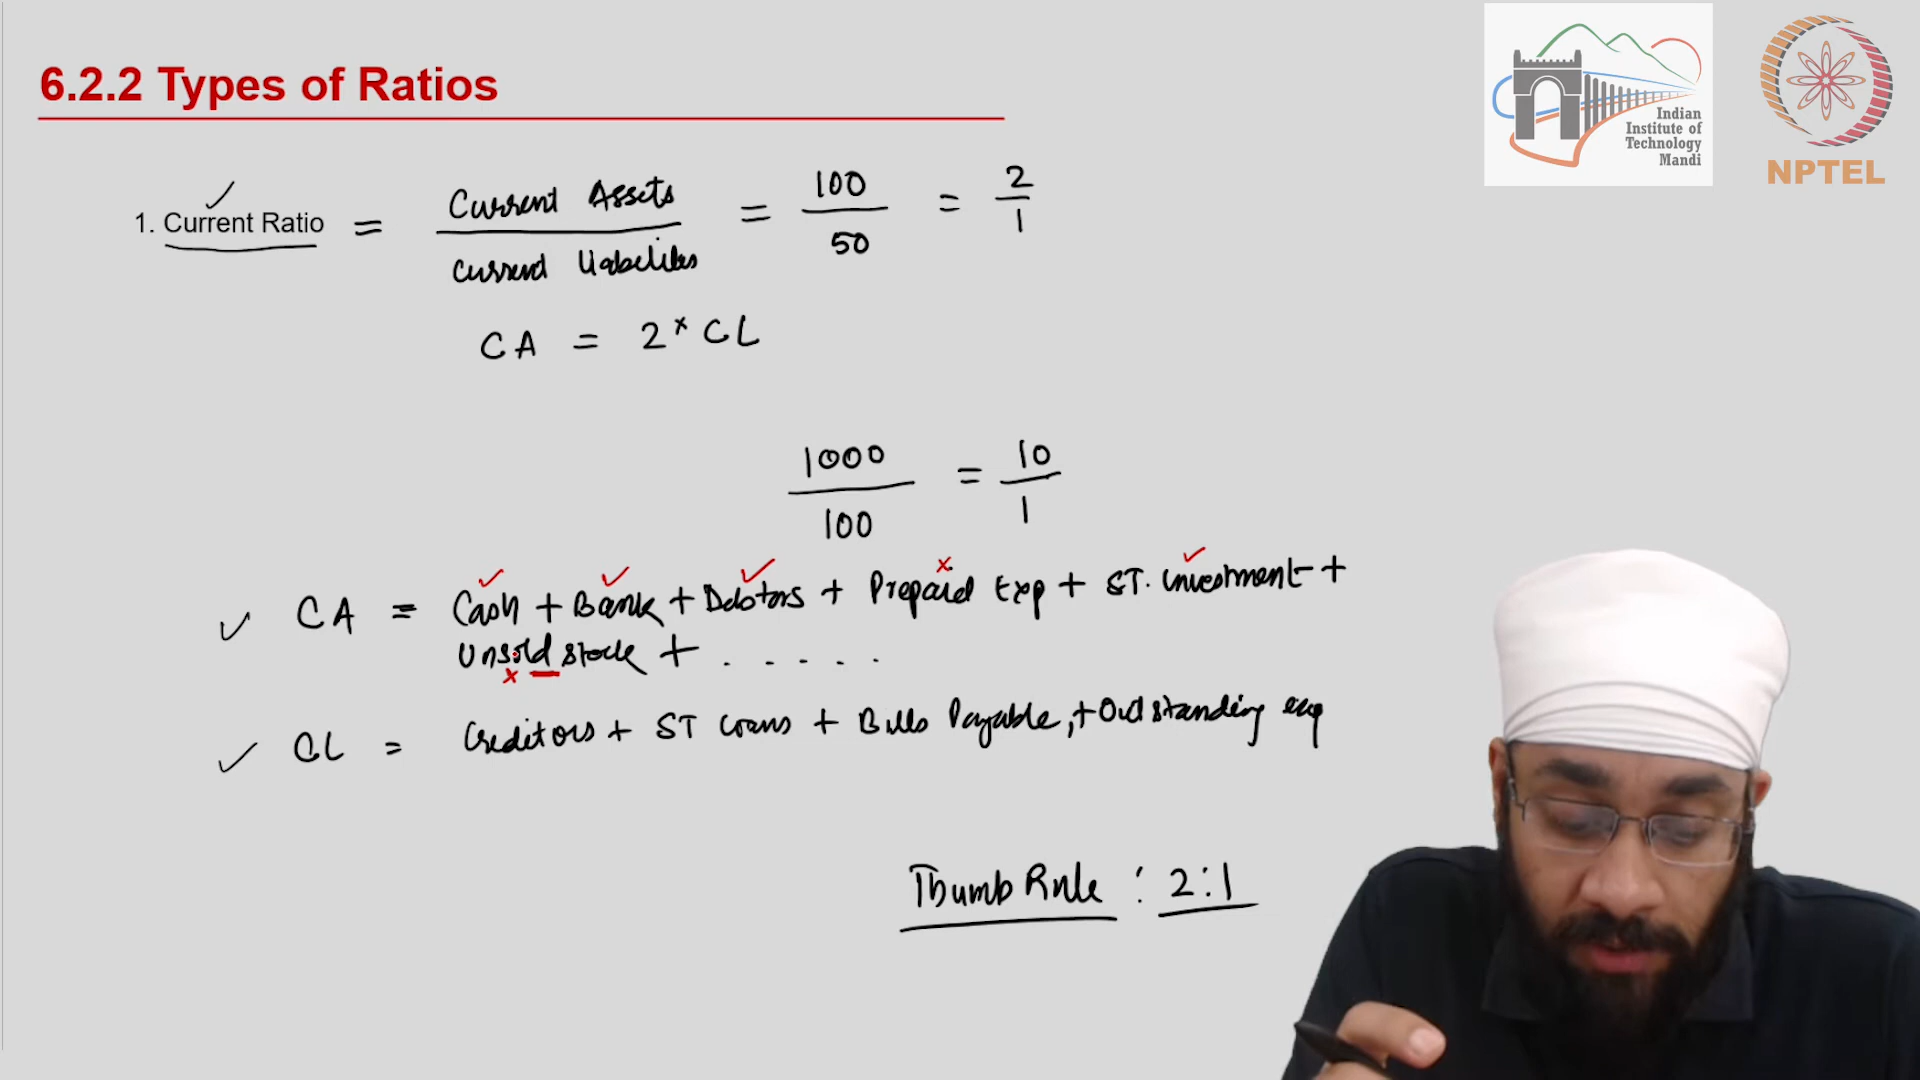 6.2.2 Types of Ratios
Indian
Institute of
Technology
Mandi
NPTEL
1. Current Ratio = Current Assets / Current Liabilities = 100 / 50 = 2 / 1
CA = 2 × CL
1000 / 100 = 10 / 1
CA = Cash + Bank + Debtors + Prepaid Exp + ST. Investment +
Unsold stock + . . . . .
CL = Creditors + ST Loans + Bills Payable, + Outstanding exp
Thumb Rule : 2:1